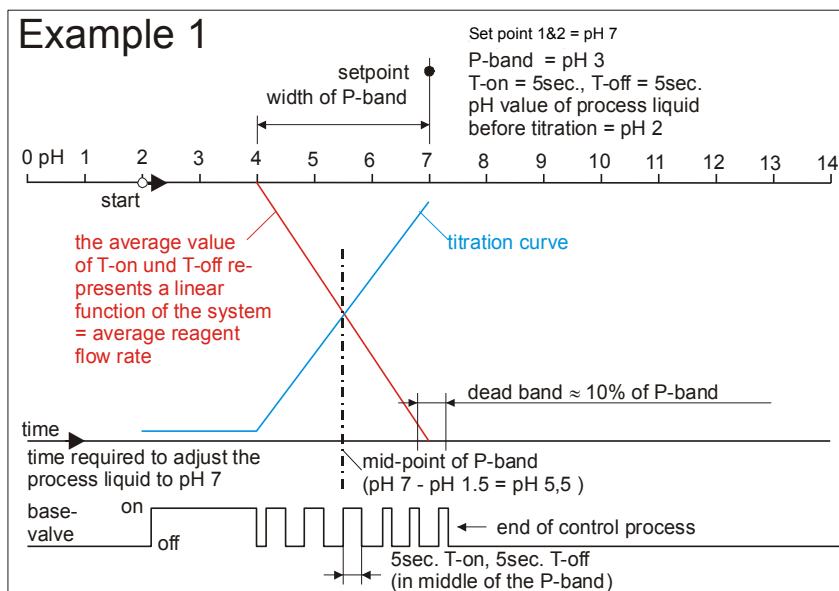 Example 1
Set point 1&2 = pH 7
P-band = pH 3
T-on = 5sec., T-off = 5sec.
pH value of process liquid
before titration = pH 2
setpoint
width of P-band
0 pH 1 2 3 4 5 6 7 8 9 10 11 12 13 14
start
the average value
of T-on und T-off re-
presents a linear
function of the system
= average reagent
flow rate
titration curve
dead band ≈ 10% of P-band
time
time required to adjust the
process liquid to pH 7
mid-point of P-band
(pH 7 - pH 1.5 = pH 5,5 )
base-
valve
on
off
end of control process
5sec. T-on, 5sec. T-off
(in middle of the P-band)